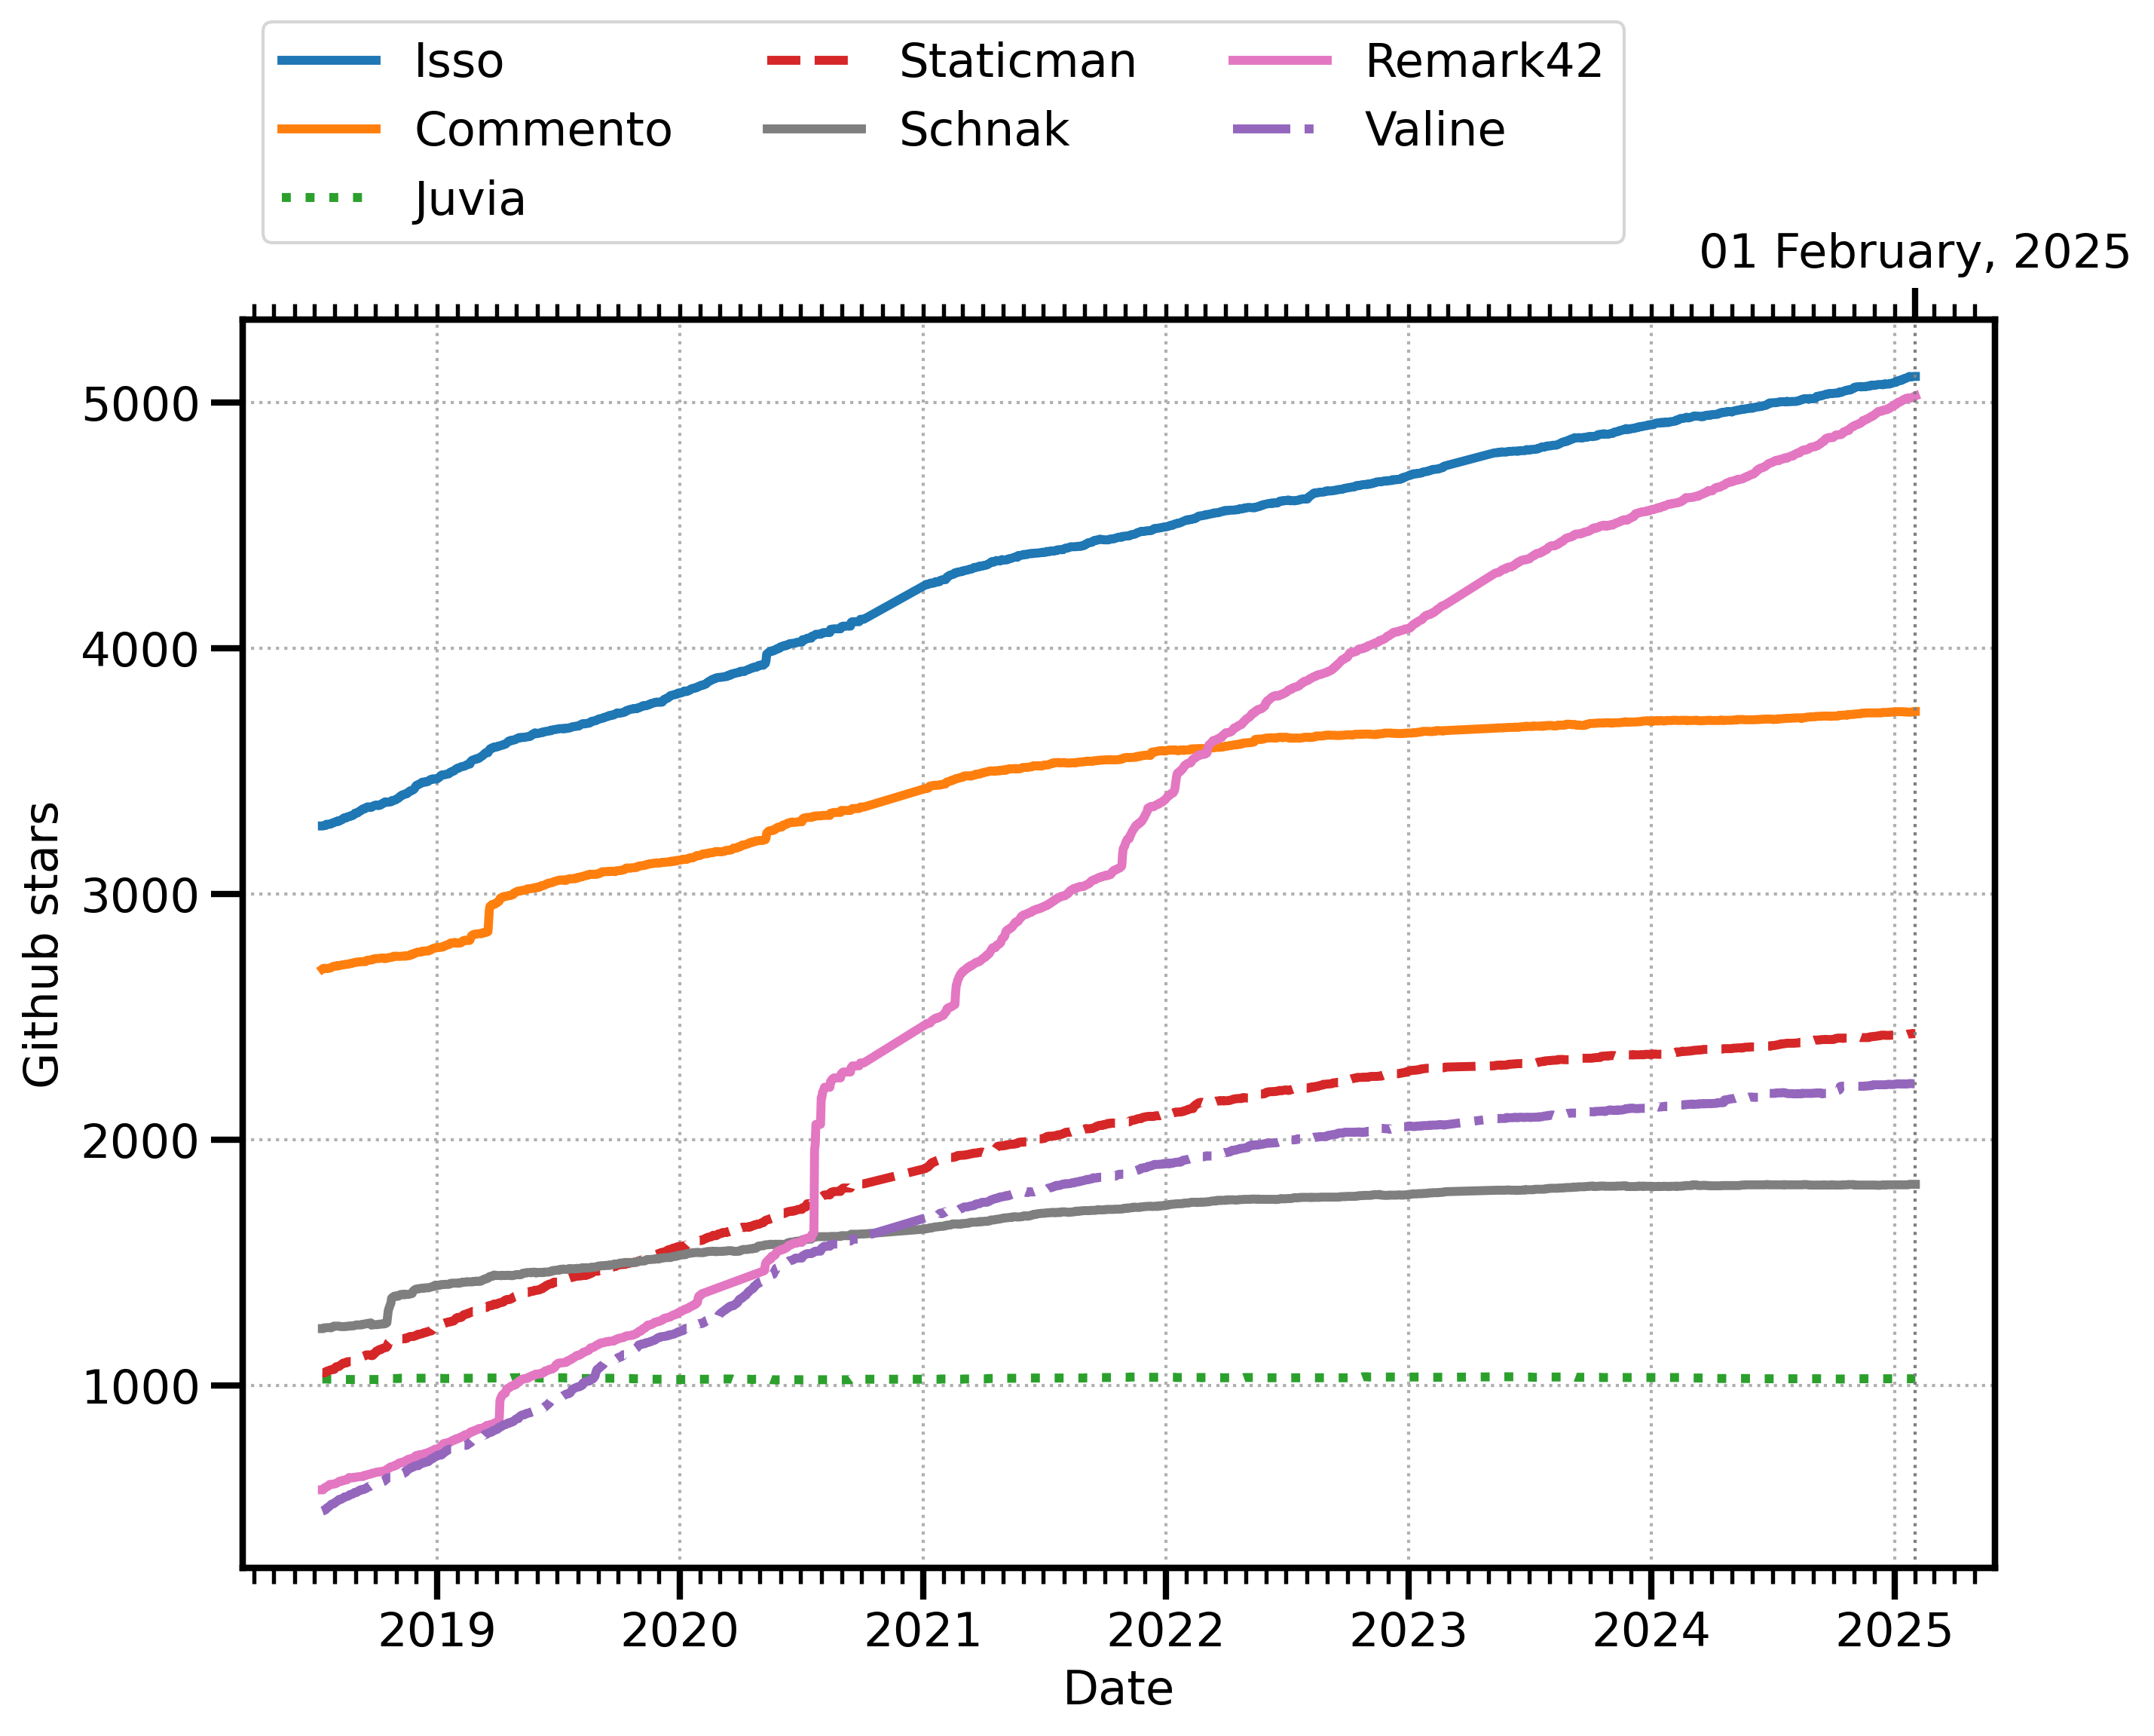 Isso
Commento
Juvia
Staticman
Schnak
Remark42
Valine
01 February, 2025
5000
4000
3000
2000
1000
Github stars
2019
2020
2021
2022
2023
2024
2025
Date